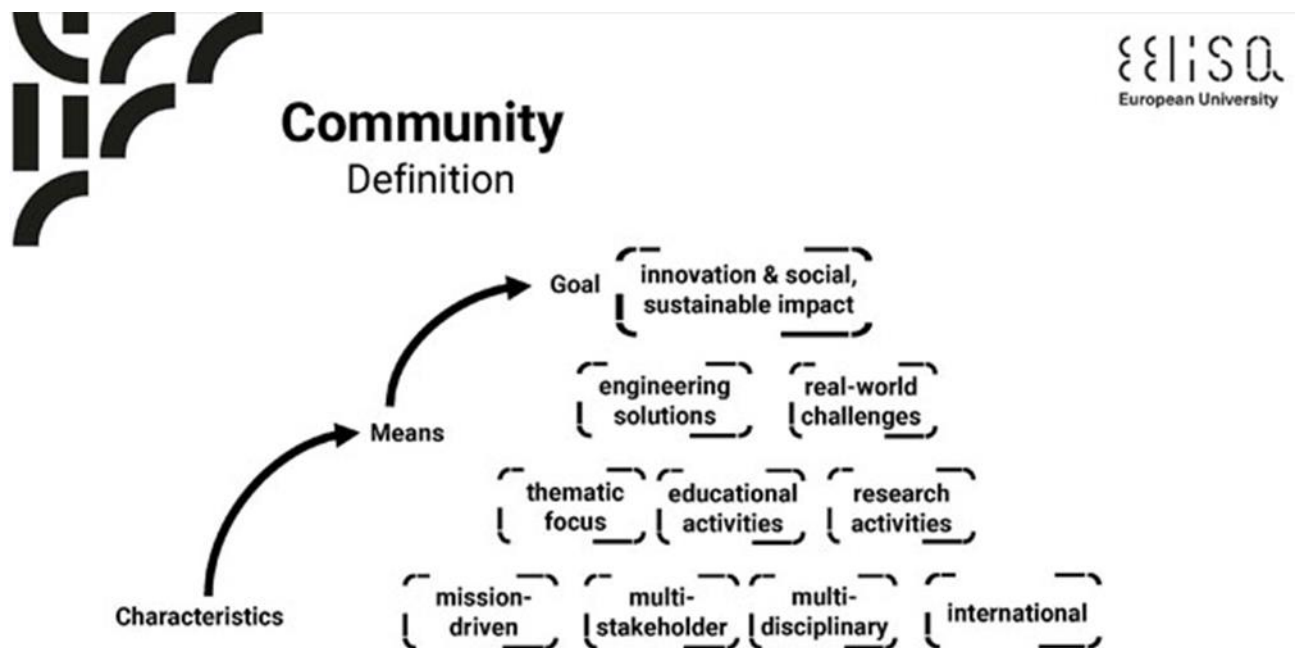 EELISA
European University
Community
Definition
Goal
innovation & social,
sustainable impact
engineering
solutions
real-world
challenges
Means
thematic
focus
educational
activities
research
activities
Characteristics
mission-
driven
multi-
stakeholder
multi-
disciplinary
international